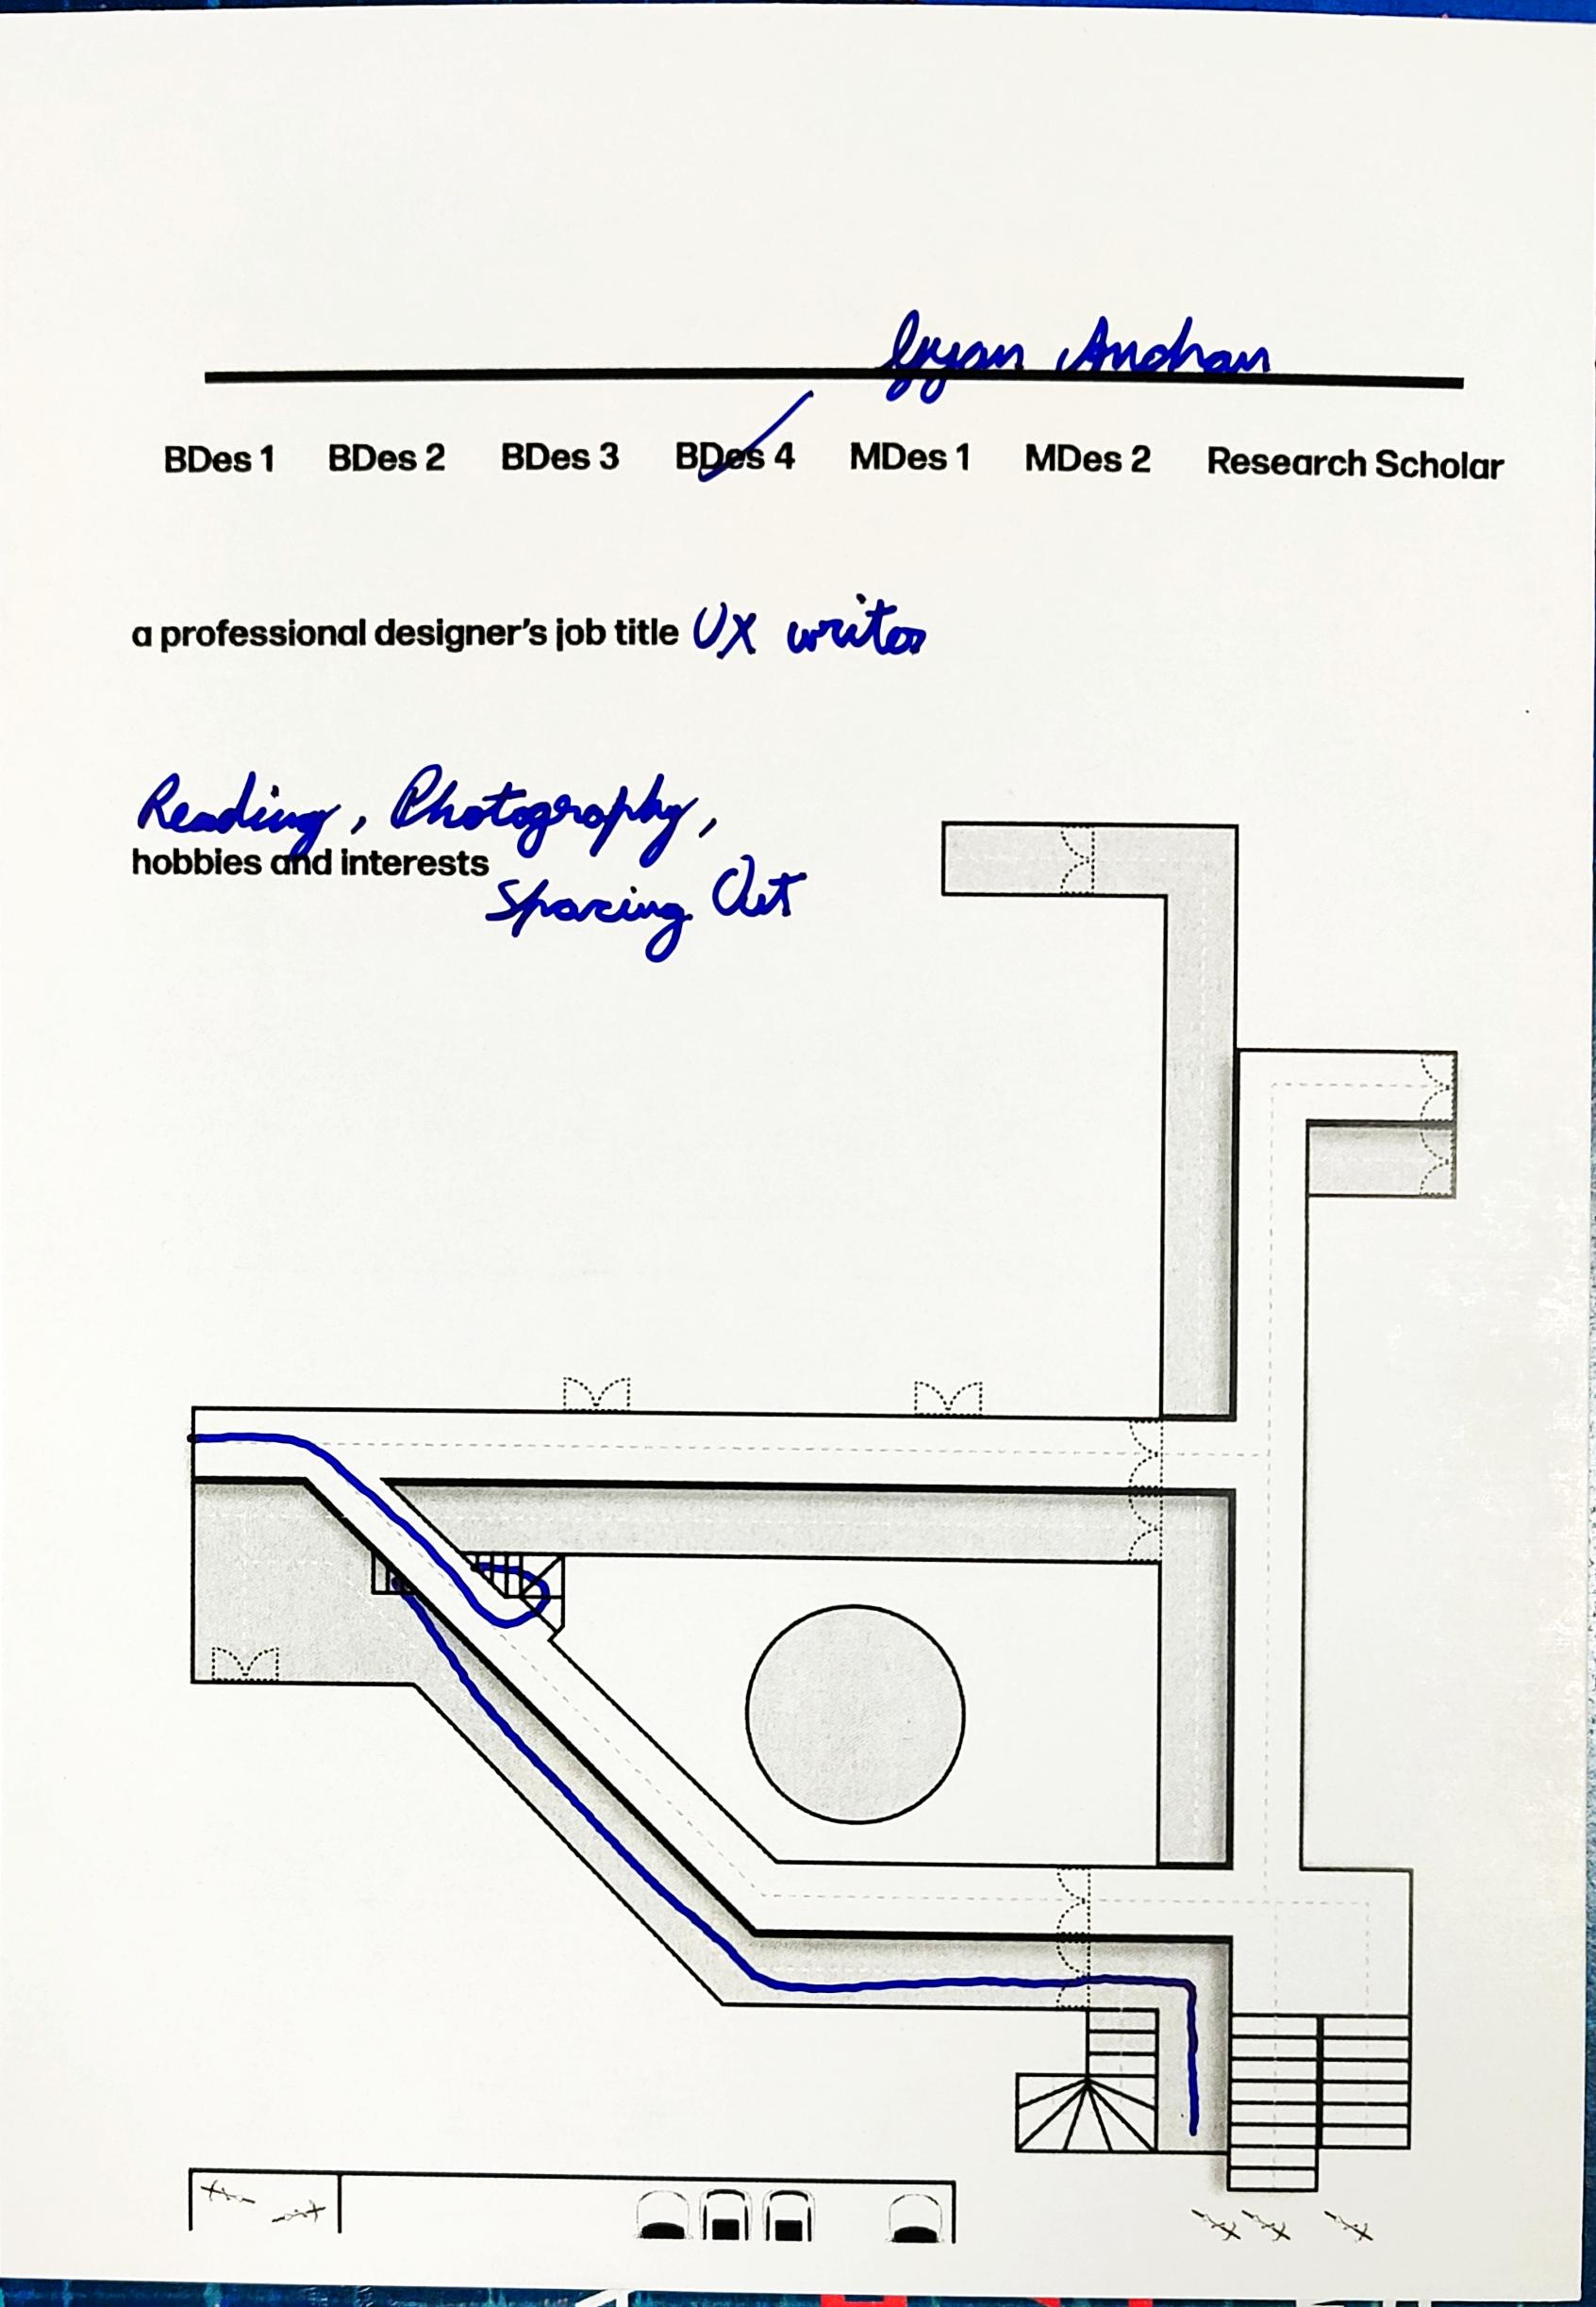 Gyan
BDes 1 BDes 2 BDes 3 BDes 4 MDes 1 MDes 2 Research Scholar
a professional designer's job title UX writer
Reading, Photography,
hobbies and interests
Spacing Out